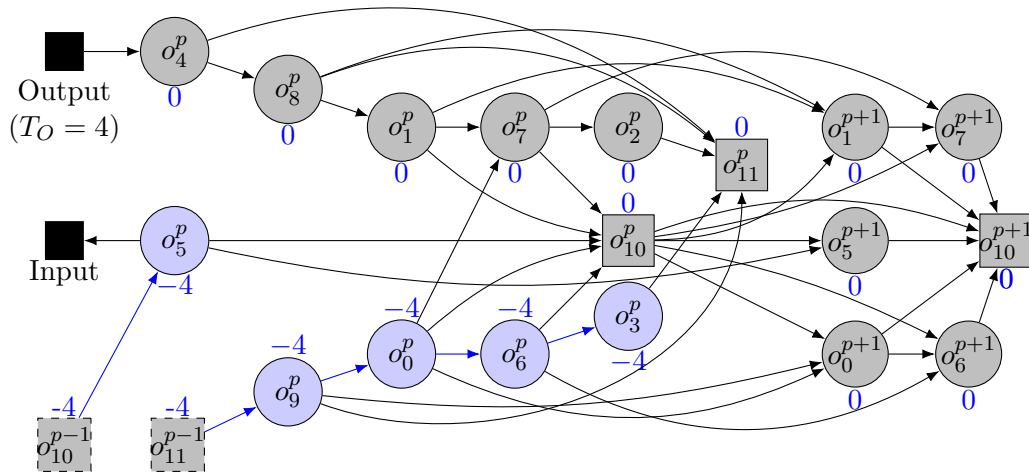 o_4^p
0
Output
(T_O = 4)
o_8^p
0
o_1^p
0
o_7^p
0
o_2^p
0
0
o_11^p
o_1^{p+1}
0
o_7^{p+1}
0
Input
o_5^p
−4
0
o_10^p
o_5^{p+1}
0
o_10^{p+1}
0
-4
o_10^{p−1}
-4
o_11^{p−1}
−4
o_9^p
−4
o_0^p
−4
o_6^p
o_3^p
−4
o_0^{p+1}
0
o_6^{p+1}
0